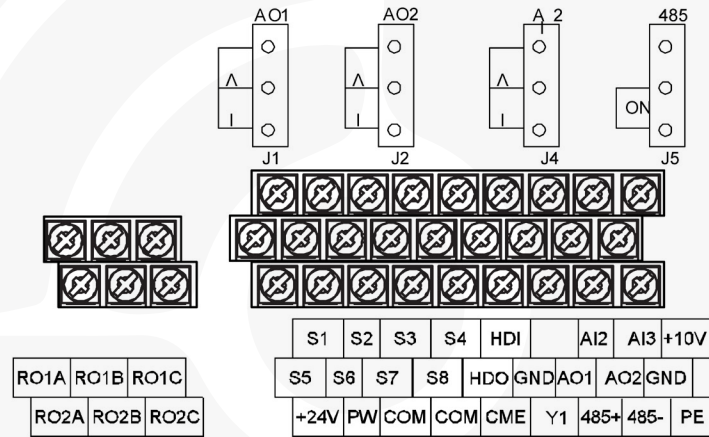 AO1 AO2 A 2 485
V V V
I I I ON
J1 J2 J4 J5
S1 S2 S3 S4 HDI AI2 AI3 +10V
RO1A RO1B RO1C S5 S6 S7 S8 HDO GND AO1 AO2 GND
RO2A RO2B RO2C +24V PW COM COM CME Y1 485+ 485- PE